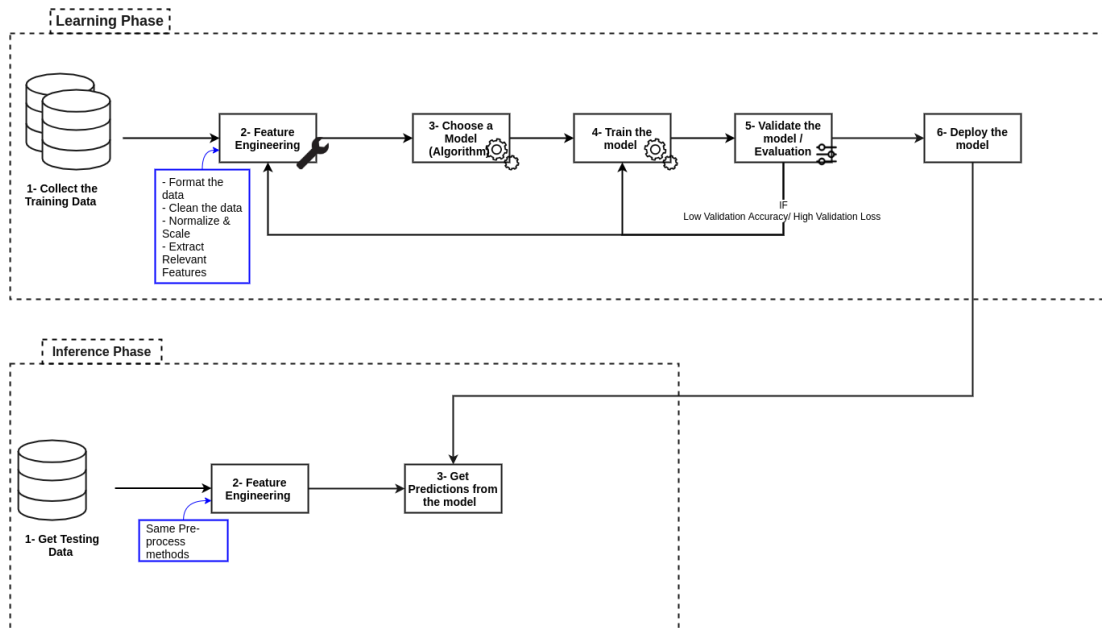 Learning Phase
1- Collect the
Training Data
2- Feature
Engineering
- Format the
data
- Clean the data
- Normalize &
Scale
- Extract
Relevant
Features
3- Choose a
Model
(Algorithm)
4- Train the
model
5- Validate the
model /
Evaluation
IF
Low Validation Accuracy/ High Validation Loss
6- Deploy the
model
Inference Phase
1- Get Testing
Data
2- Feature
Engineering
Same Pre-
process
methods
3- Get
Predictions from
the model